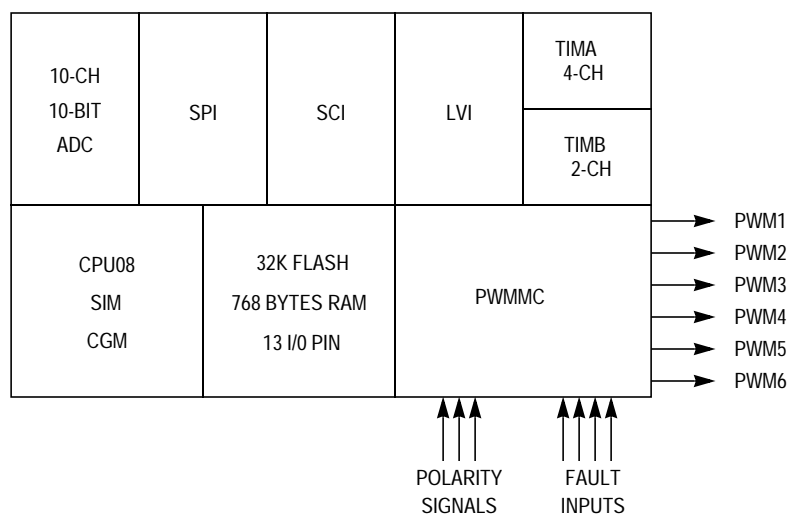 10-CH
10-BIT
ADC
SPI
SCI
LVI
TIMA
4-CH
TIMB
2-CH
CPU08
SIM
CGM
32K FLASH
768 BYTES RAM
13 I/0 PIN
PWMMC
PWM1
PWM2
PWM3
PWM4
PWM5
PWM6
POLARITY
SIGNALS
FAULT
INPUTS